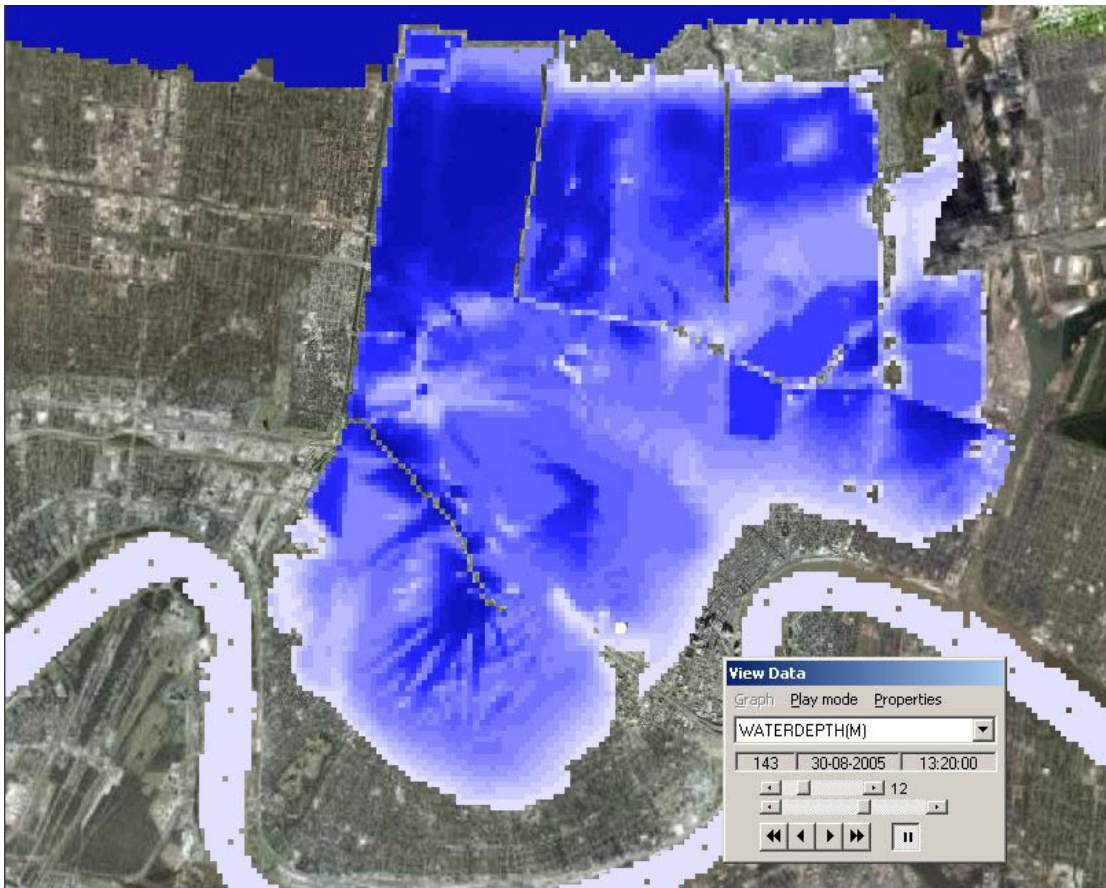 View Data
Graph Play mode Properties
WATERDEPTH(M)
143 30-08-2005 13:20:00
12